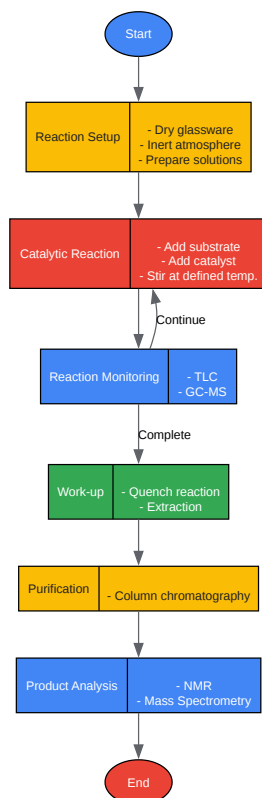 Start
Reaction Setup
- Dry glassware
- Inert atmosphere
- Prepare solutions
Catalytic Reaction
- Add substrate
- Add catalyst
- Stir at defined temp.
Continue
Reaction Monitoring
- TLC
- GC-MS
Complete
Work-up
- Quench reaction
- Extraction
Purification
- Column chromatography
Product Analysis
- NMR
- Mass Spectrometry
End